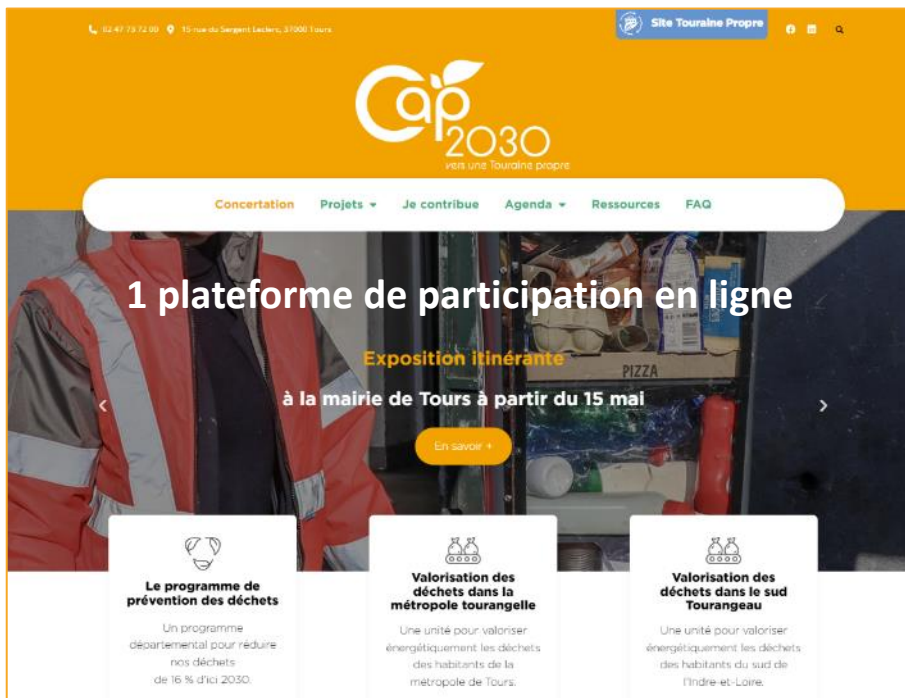 02 47 73 72 00 15 rue du Sergent Leclerc, 37000 Tours
Site Touraine Propre
Cap
2030
vers une Touraine propre
Concertation Projets Je contribue Agenda Ressources FAQ
1 plateforme de participation en ligne
Exposition itinérante
PIZZA
à la mairie de Tours à partir du 15 mai
En savoir +
Le programme de
prévention des déchets
Un programme
départemental pour réduire
nos déchets
de 16 % d'ici 2030.
Valorisation des
déchets dans la
métropole tourangelle
Une unité pour valoriser
énergétiquement les déchets
des habitants de la
métropole de Tours.
Valorisation des
déchets dans le sud
Tourangeau
Une unité pour valoriser
énergétiquement les déchets
des habitants du sud de
l'Indre-et-Loire.